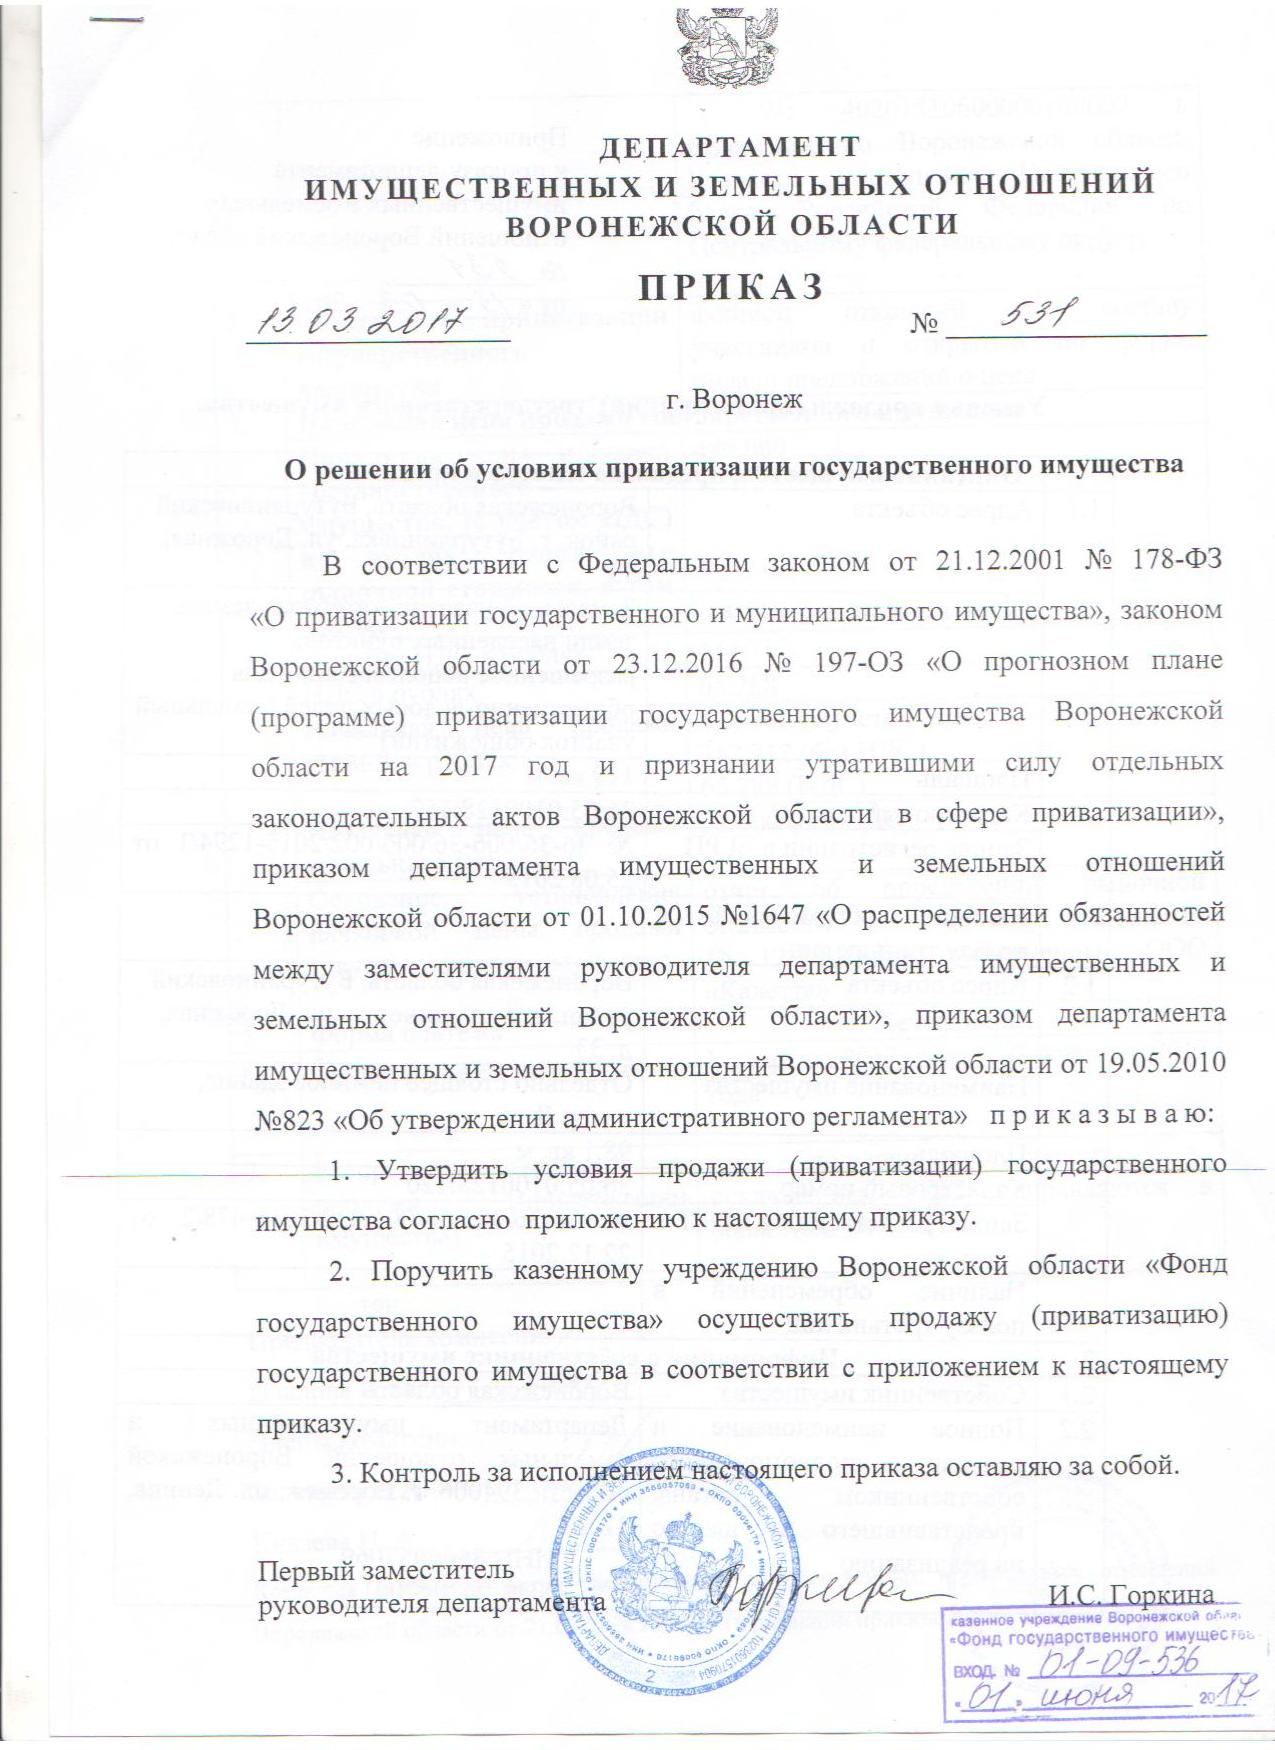 ДЕПАРТАМЕНТ
ИМУЩЕСТВЕННЫХ И ЗЕМЕЛЬНЫХ ОТНОШЕНИЙ
ВОРОНЕЖСКОЙ ОБЛАСТИ
ПРИКАЗ
13.03 2017 № 531
г. Воронеж
О решении об условиях приватизации государственного имущества
В соответствии с Федеральным законом от 21.12.2001 № 178-ФЗ
«О приватизации государственного и муниципального имущества», законом
Воронежской области от 23.12.2016 № 197-ОЗ «О прогнозном плане
(программе) приватизации государственного имущества Воронежской
области на 2017 год и признании утратившими силу отдельных
законодательных актов Воронежской области в сфере приватизации»,
приказом департамента имущественных и земельных отношений
Воронежской области от 01.10.2015 №1647 «О распределении обязанностей
между заместителями руководителя департамента имущественных и
земельных отношений Воронежской области», приказом департамента
имущественных и земельных отношений Воронежской области от 19.05.2010
№823 «Об утверждении административного регламента» п р и к а з ы в а ю:
1. Утвердить условия продажи (приватизации) государственного
имущества согласно приложению к настоящему приказу.
2. Поручить казенному учреждению Воронежской области «Фонд
государственного имущества» осуществить продажу (приватизацию)
государственного имущества в соответствии с приложением к настоящему
приказу.
3. Контроль за исполнением настоящего приказа оставляю за собой.
Первый заместитель
руководителя департамента И.С. Горкина
казенное учреждение Воронежской
«Фонд государственного имущества
ВХОД. № 01-09-536
«01» июня 2017